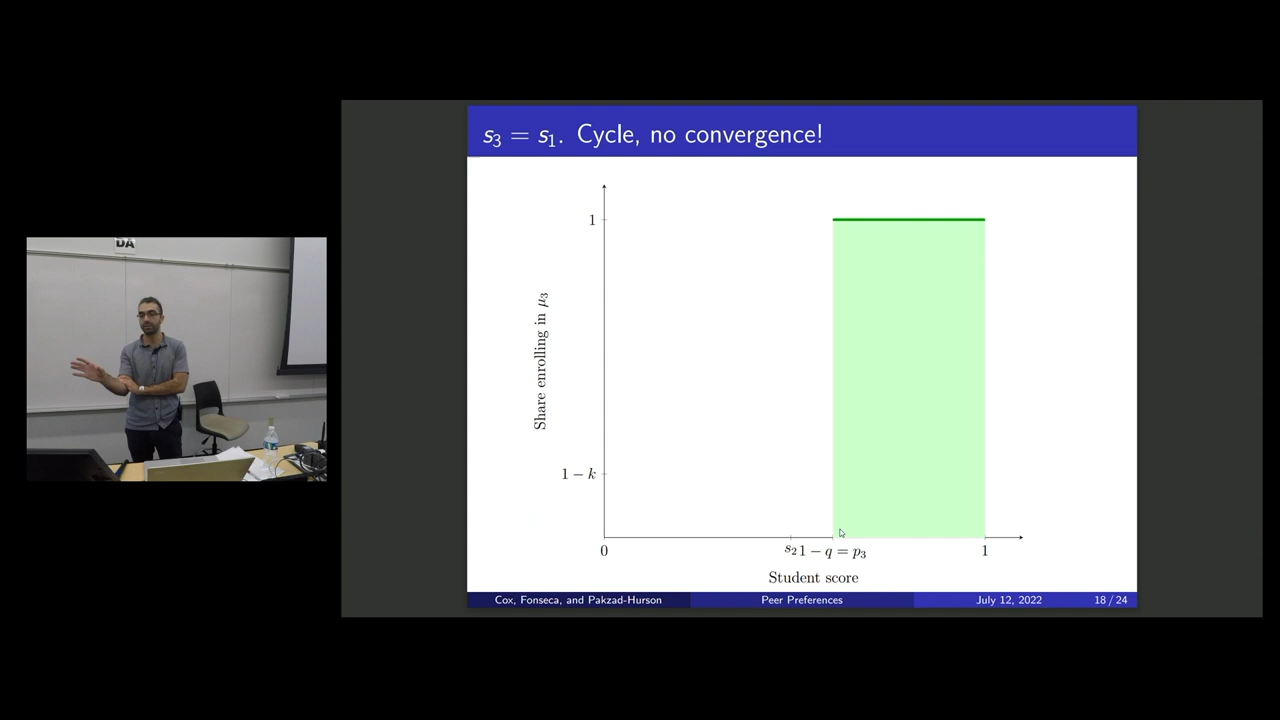 DA
s₃ = s₁. Cycle, no convergence!
1
Share enrolling in μ₃
1 − k
0
s₂
1 − q = p₃
1
Student score
Cox, Fonseca, and Pakzad-Hurson
Peer Preferences
July 12, 2022
18 / 24